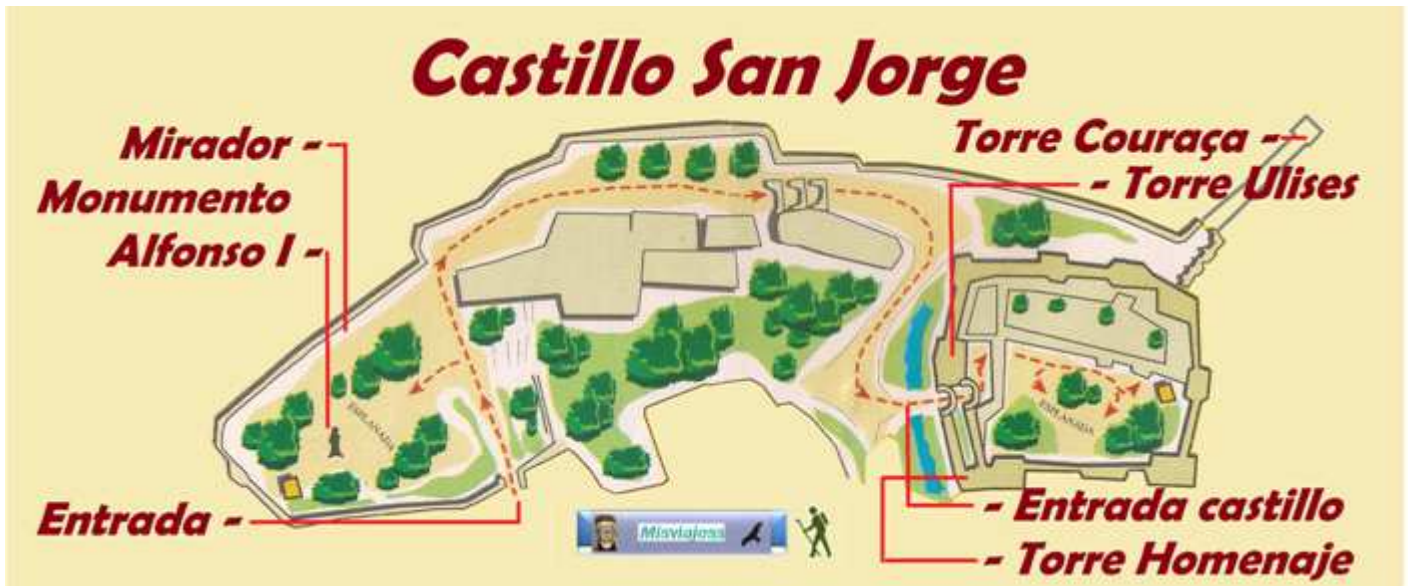 Castillo San Jorge
Mirador -
Monumento
Alfonso I -
Torre Couraça -
- Torre Ulises
ESPLANADA
ESPLANADA
Entrada -
- Entrada castillo
- Torre Homenaje
Misviajess